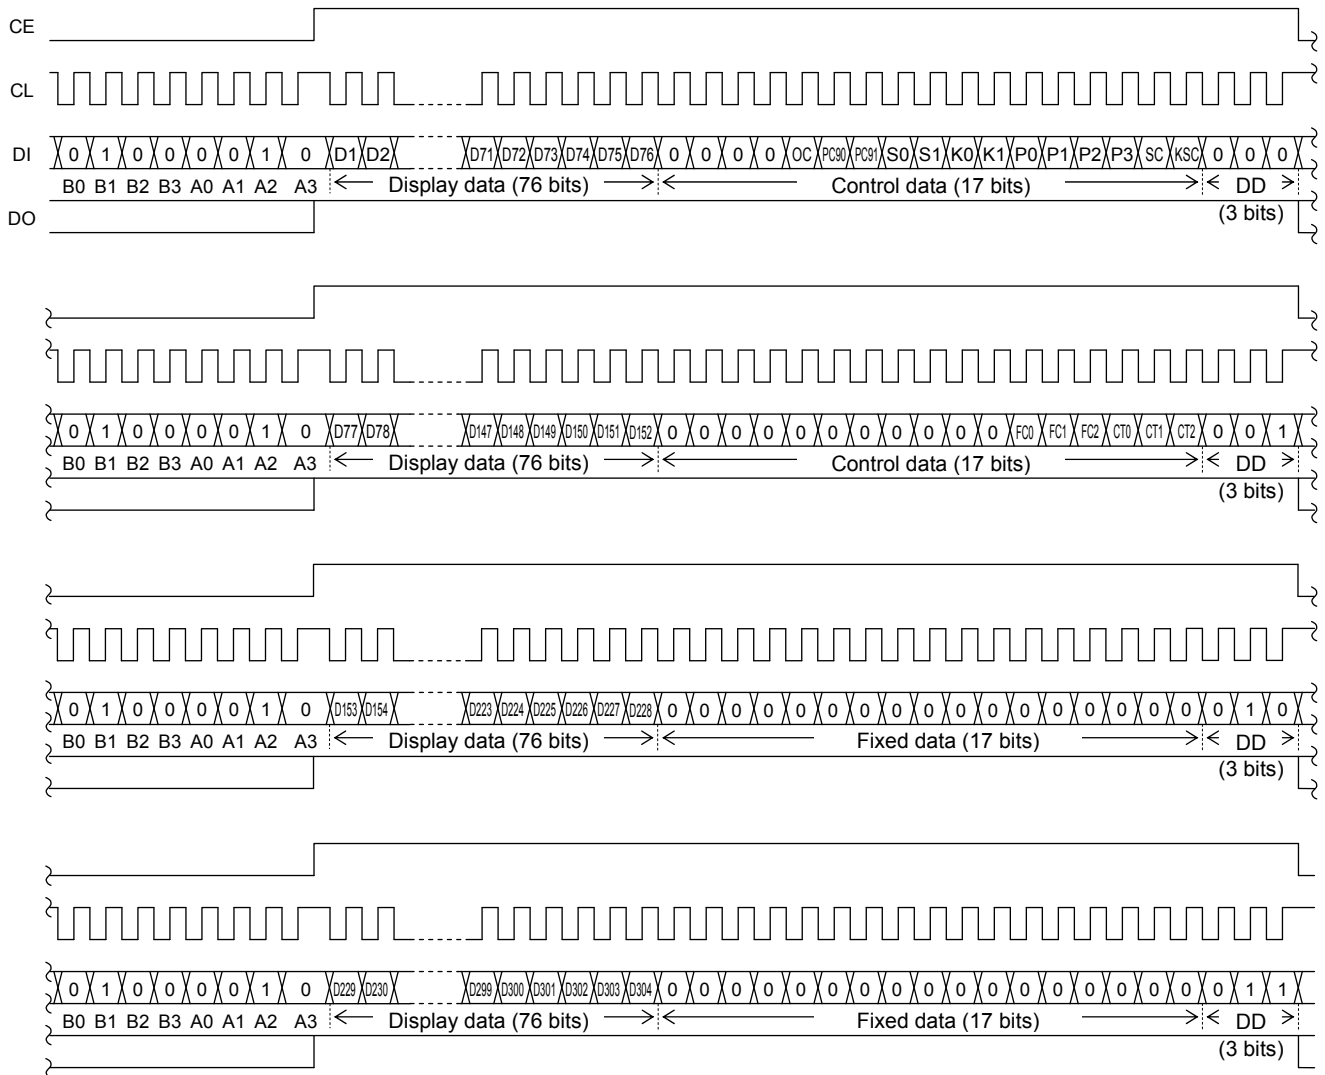 CE
CL
DI 0 1 0 0 0 0 1 0 D1 D2 D71 D72 D73 D74 D75 D76 0 0 0 0 OC PC90 PC91 S0 S1 K0 K1 P0 P1 P2 P3 SC KSC 0 0 0
B0 B1 B2 B3 A0 A1 A2 A3 Display data (76 bits) Control data (17 bits) DD
DO (3 bits)
0 1 0 0 0 0 1 0 D77 D78 D147 D148 D149 D150 D151 D152 0 0 0 0 0 0 0 0 0 0 0 FC0 FC1 FC2 CT0 CT1 CT2 0 0 1
B0 B1 B2 B3 A0 A1 A2 A3 Display data (76 bits) Control data (17 bits) DD
(3 bits)
0 1 0 0 0 0 1 0 D153 D154 D223 D224 D225 D226 D227 D228 0 0 0 0 0 0 0 0 0 0 0 0 0 0 0 0 0 0 1 0
B0 B1 B2 B3 A0 A1 A2 A3 Display data (76 bits) Fixed data (17 bits) DD
(3 bits)
0 1 0 0 0 0 1 0 D229 D230 D299 D300 D301 D302 D303 D304 0 0 0 0 0 0 0 0 0 0 0 0 0 0 0 0 0 0 1 1
B0 B1 B2 B3 A0 A1 A2 A3 Display data (76 bits) Fixed data (17 bits) DD
(3 bits)